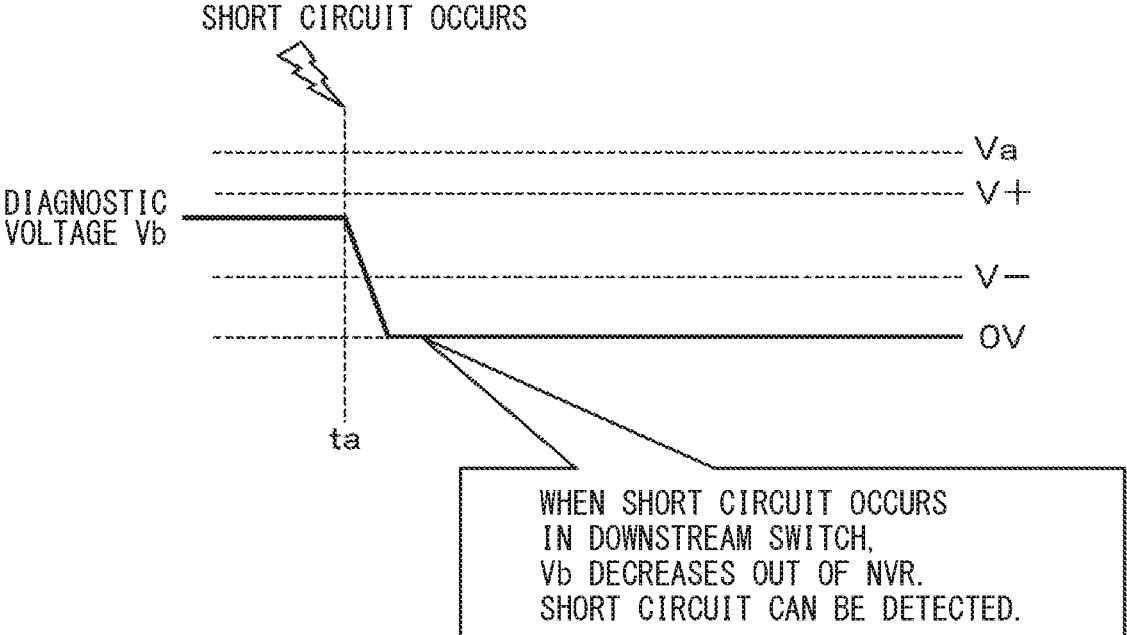 SHORT CIRCUIT OCCURS
Va
V+
DIAGNOSTIC
VOLTAGE Vb
V−
0V
ta
WHEN SHORT CIRCUIT OCCURS
IN DOWNSTREAM SWITCH,
Vb DECREASES OUT OF NVR.
SHORT CIRCUIT CAN BE DETECTED.